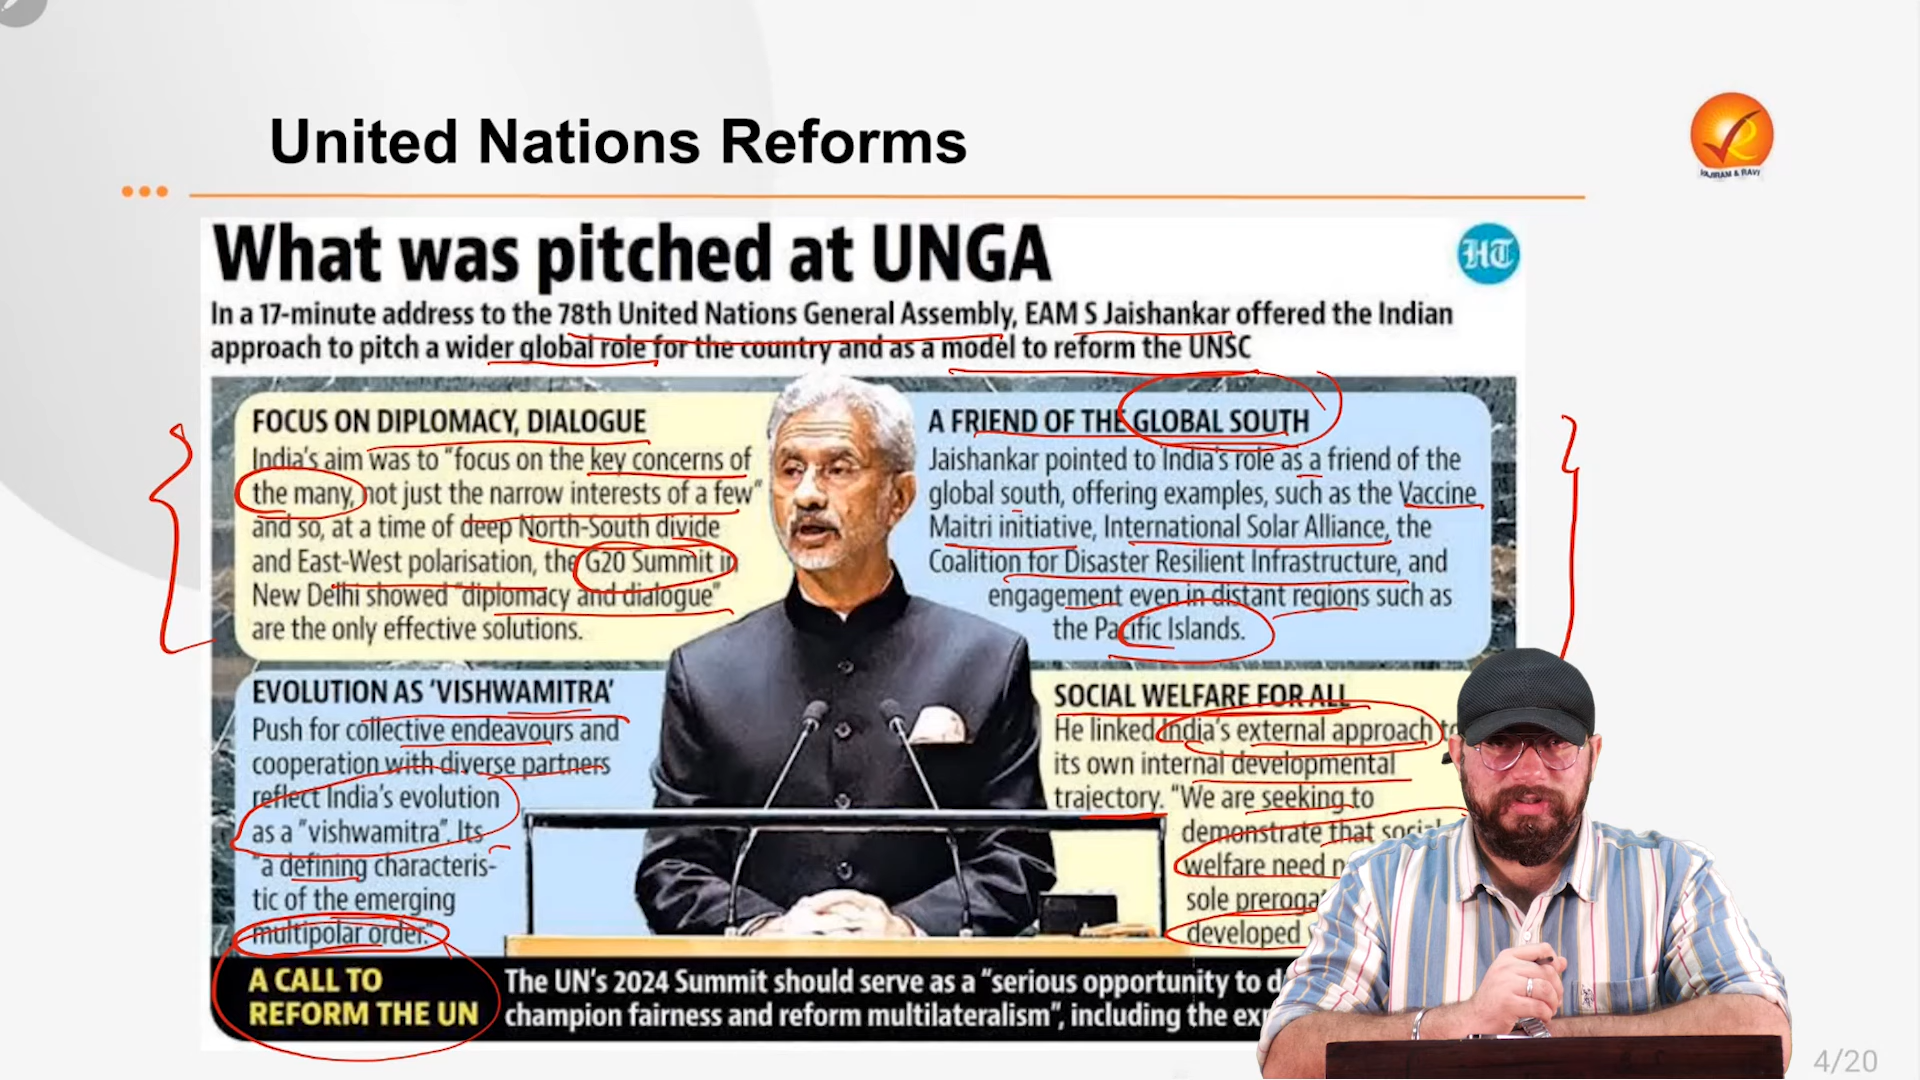 United Nations Reforms
VAJIRAM & RAVI
What was pitched at UNGA
HT
In a 17-minute address to the 78th United Nations General Assembly, EAM S Jaishankar offered the Indian
approach to pitch a wider global role for the country and as a model to reform the UNSC
FOCUS ON DIPLOMACY, DIALOGUE
India's aim was to "focus on the key concerns of
the many, not just the narrow interests of a few"
and so, at a time of deep North-South divide
and East-West polarisation, the G20 Summit in
New Delhi showed "diplomacy and dialogue"
are the only effective solutions.
A FRIEND OF THE GLOBAL SOUTH
Jaishankar pointed to India's role as a friend of the
global south, offering examples, such as the Vaccine
Maitri initiative, International Solar Alliance, the
Coalition for Disaster Resilient Infrastructure, and
engagement even in distant regions such as
the Pacific Islands.
EVOLUTION AS 'VISHWAMITRA'
Push for collective endeavours and
cooperation with diverse partners
reflect India's evolution
as a "vishwamitra". Its
"a defining characteris-
tic of the emerging
multipolar order."
SOCIAL WELFARE FOR ALL
He linked India's external approach
its own internal developmental
trajectory. "We are seeking to
demonstrate that social
welfare need
sole
developed
A CALL TO
REFORM THE UN
The UN's 2024 Summit should serve as a "serious opportunity to
champion fairness and reform multilateralism", including the
4/20